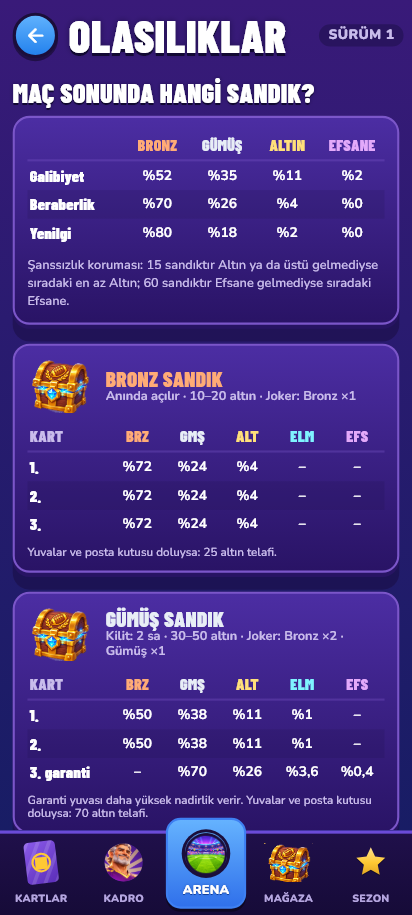 OLASILIKLAR
SÜRÜM 1
MAÇ SONUNDA HANGİ SANDIK?
BRONZ GÜMÜŞ ALTIN EFSANE
Galibiyet %52 %35 %11 %2
Beraberlik %70 %26 %4 %0
Yenilgi %80 %18 %2 %0
Şanssızlık koruması: 15 sandıktır Altın ya da üstü gelmediyse
sıradaki en az Altın; 60 sandıktır Efsane gelmediyse sıradaki
Efsane.
BRONZ SANDIK
Anında açılır · 10–20 altın · Joker: Bronz ×1
KART BRZ GMŞ ALT ELM EFS
1. %72 %24 %4 – –
2. %72 %24 %4 – –
3. %72 %24 %4 – –
Yuvalar ve posta kutusu doluysa: 25 altın telafi.
GÜMÜŞ SANDIK
Kilit: 2 sa · 30–50 altın · Joker: Bronz ×2 ·
Gümüş ×1
KART BRZ GMŞ ALT ELM EFS
1. %50 %38 %11 %1 –
2. %50 %38 %11 %1 –
3. garanti – %70 %26 %3,6 %0,4
Garanti yuvası daha yüksek nadirlik verir. Yuvalar ve posta kutusu
doluysa: 70 altın telafi.
KARTLAR KADRO ARENA MAĞAZA SEZON